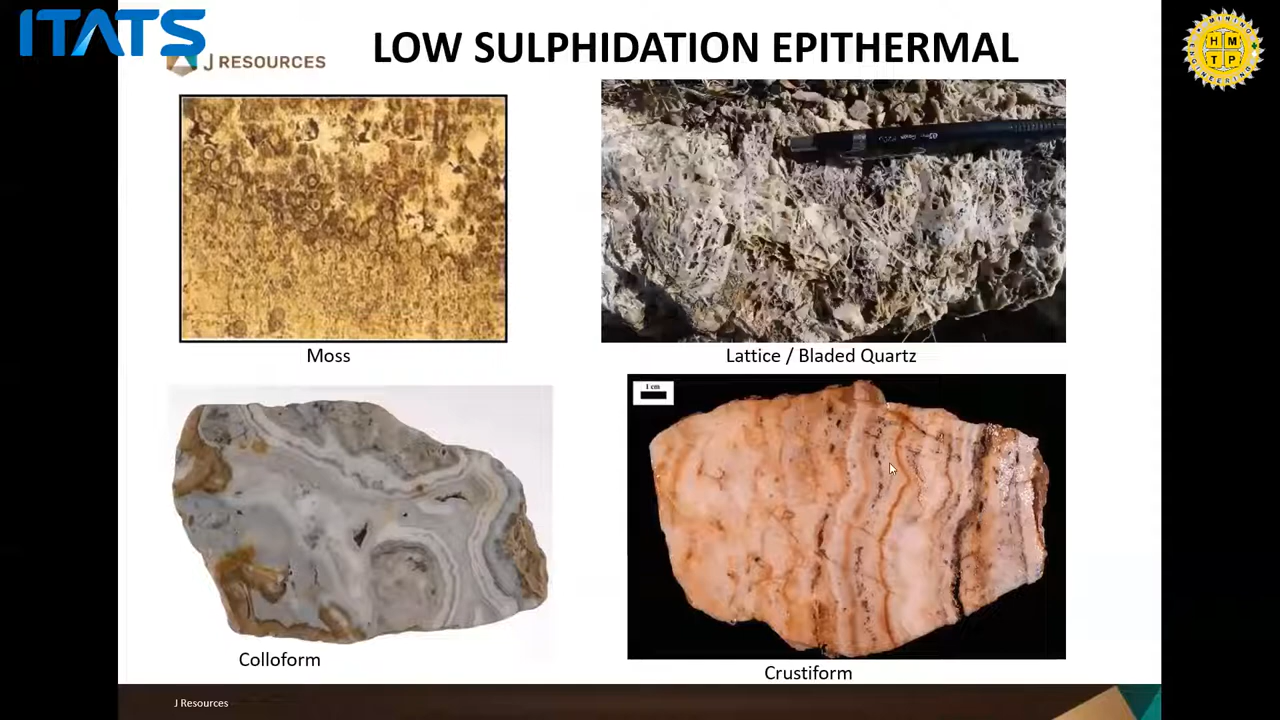 ITATS
J RESOURCES
LOW SULPHIDATION EPITHERMAL
H M
T P
Moss
Lattice / Bladed Quartz
1 cm
Colloform
Crustiform
J Resources